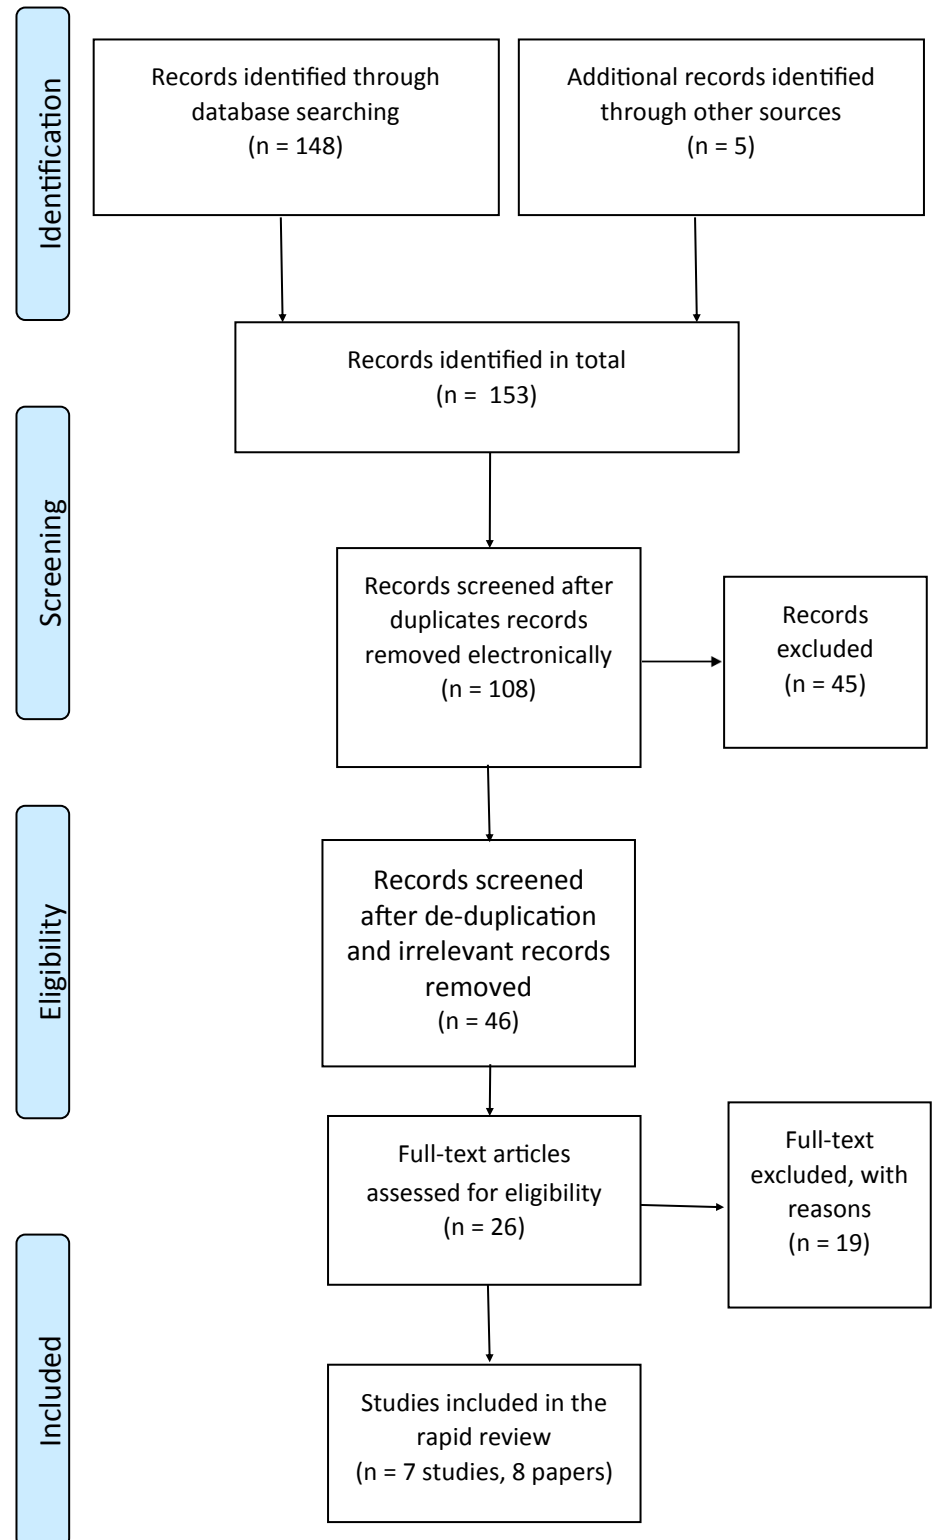 Identification
Records identified through
database searching
(n = 148)
Additional records identified
through other sources
(n = 5)
Records identified in total
(n =  153)
Screening
Records screened after
duplicates records
removed electronically
(n = 108)
Records
excluded
(n = 45)
Eligibility
Records screened
after de-duplication
and irrelevant records
removed
(n = 46)
Full-text articles
assessed for eligibility
(n = 26)
Full-text
excluded, with
reasons
(n = 19)
Included
Studies included in the
rapid review
(n = 7 studies, 8 papers)